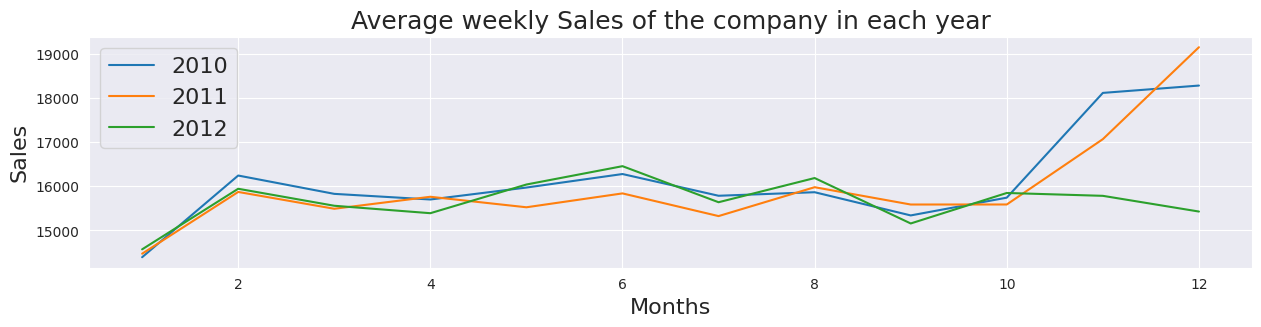 Average weekly Sales of the company in each year
2010
2011
2012
Sales
19000
18000
17000
16000
15000
2 4 6 8 10 12
Months